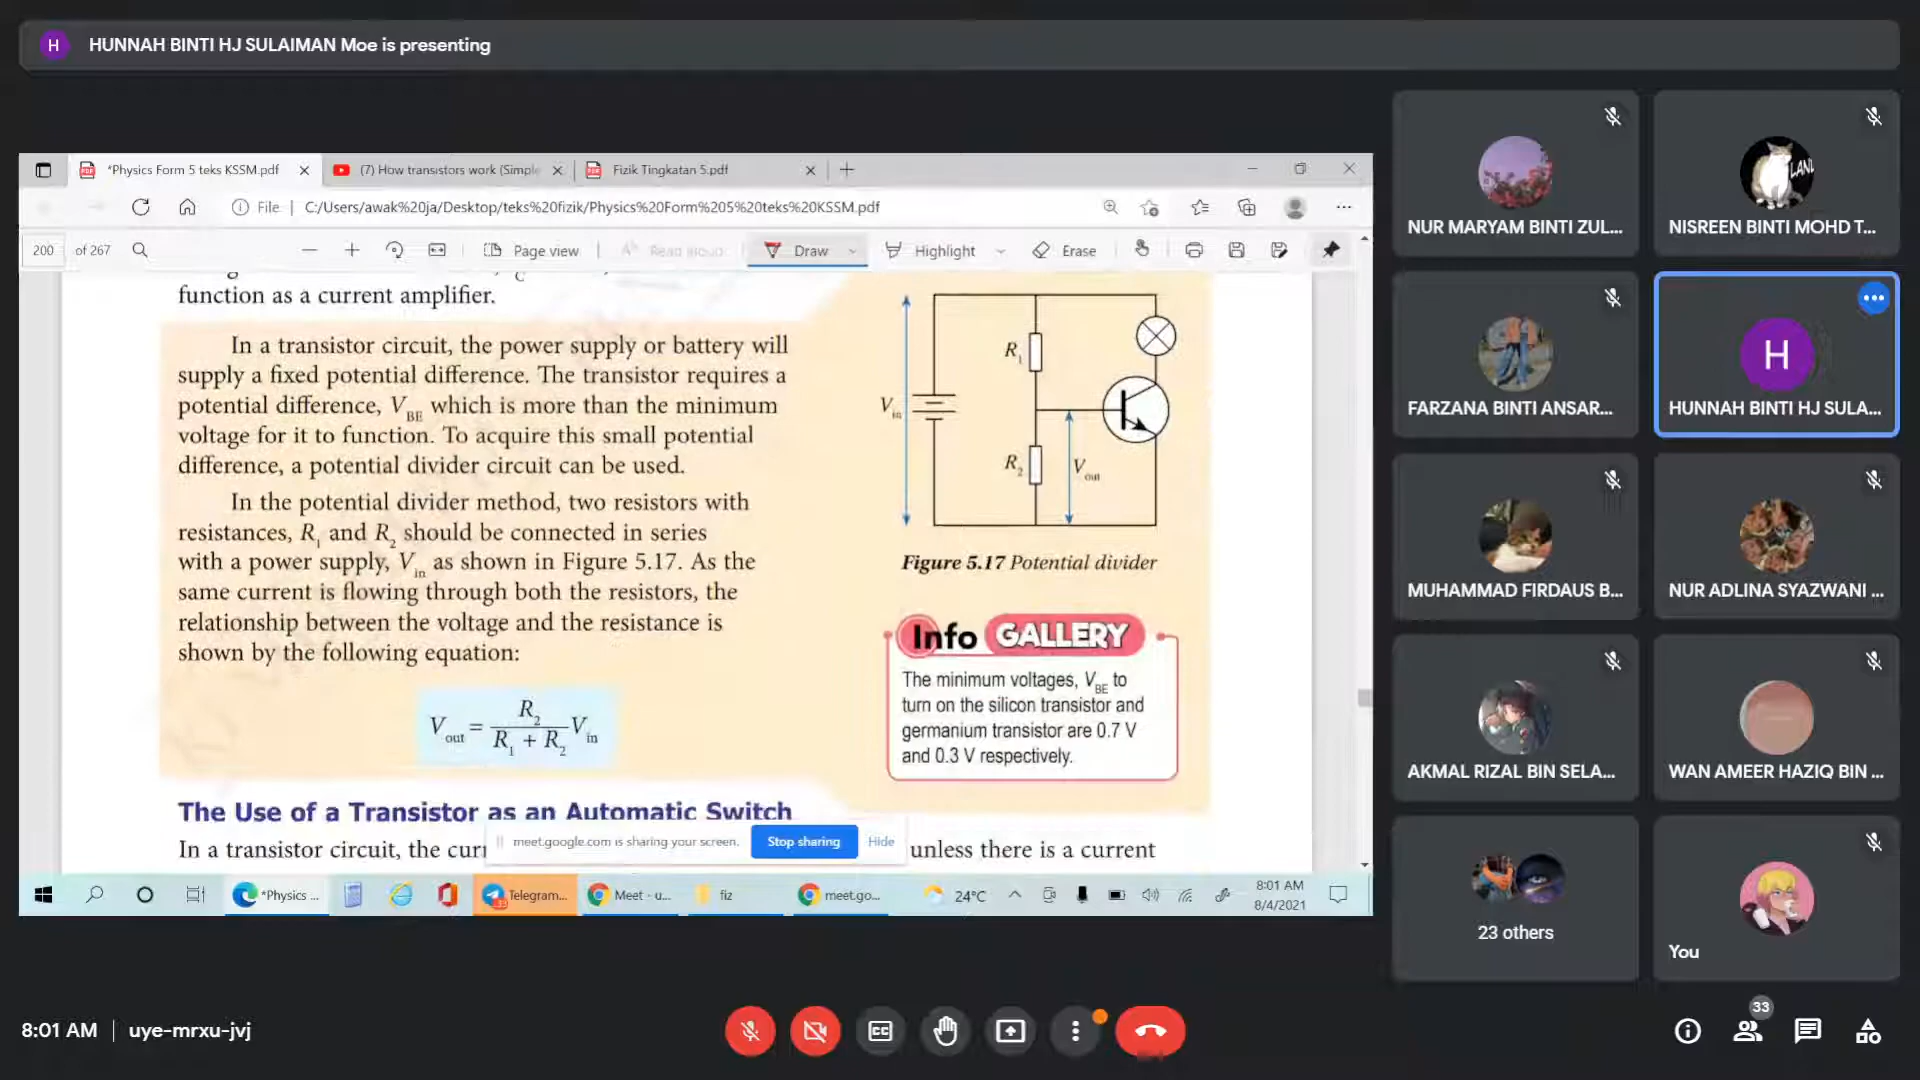 H HUNNAH BINTI HJ SULAIMAN Moe is presenting
*Physics Form 5 teks KSSM.pdf
(7) How transistors work (Simple
Fizik Tingkatan 5.pdf
File | C:/Users/awak%20ja/Desktop/teks%20fizik/Physics%20Form%205%20teks%20KSSM.pdf
200 of 267
Page view
Read aloud
Draw
Highlight
Erase
function as a current amplifier.
In a transistor circuit, the power supply or battery will
supply a fixed potential difference. The transistor requires a
potential difference, V_BE which is more than the minimum
voltage for it to function. To acquire this small potential
difference, a potential divider circuit can be used.
In the potential divider method, two resistors with
resistances, R_1 and R_2 should be connected in series
with a power supply, V_in as shown in Figure 5.17. As the
same current is flowing through both the resistors, the
relationship between the voltage and the resistance is
shown by the following equation:
V_out = R_2 / (R_1 + R_2) V_in
R_1
V_in
R_2
V_out
Figure 5.17 Potential divider
Info GALLERY
The minimum voltages, V_BE to
turn on the silicon transistor and
germanium transistor are 0.7 V
and 0.3 V respectively.
The Use of a Transistor as an Automatic Switch
In a transistor circuit, the curr
unless there is a current
meet.google.com is sharing your screen.
Stop sharing
Hide
*Physics ...
Telegram...
Meet - u...
fiz
meet.go...
24°C
8:01 AM
8/4/2021
NUR MARYAM BINTI ZUL...
LANL
NISREEN BINTI MOHD T...
FARZANA BINTI ANSAR...
H
HUNNAH BINTI HJ SULA...
MUHAMMAD FIRDAUS B...
NUR ADLINA SYAZWANI ...
AKMAL RIZAL BIN SELA...
WAN AMEER HAZIQ BIN ...
23 others
You
8:01 AM | uye-mrxu-jvj
CC
33